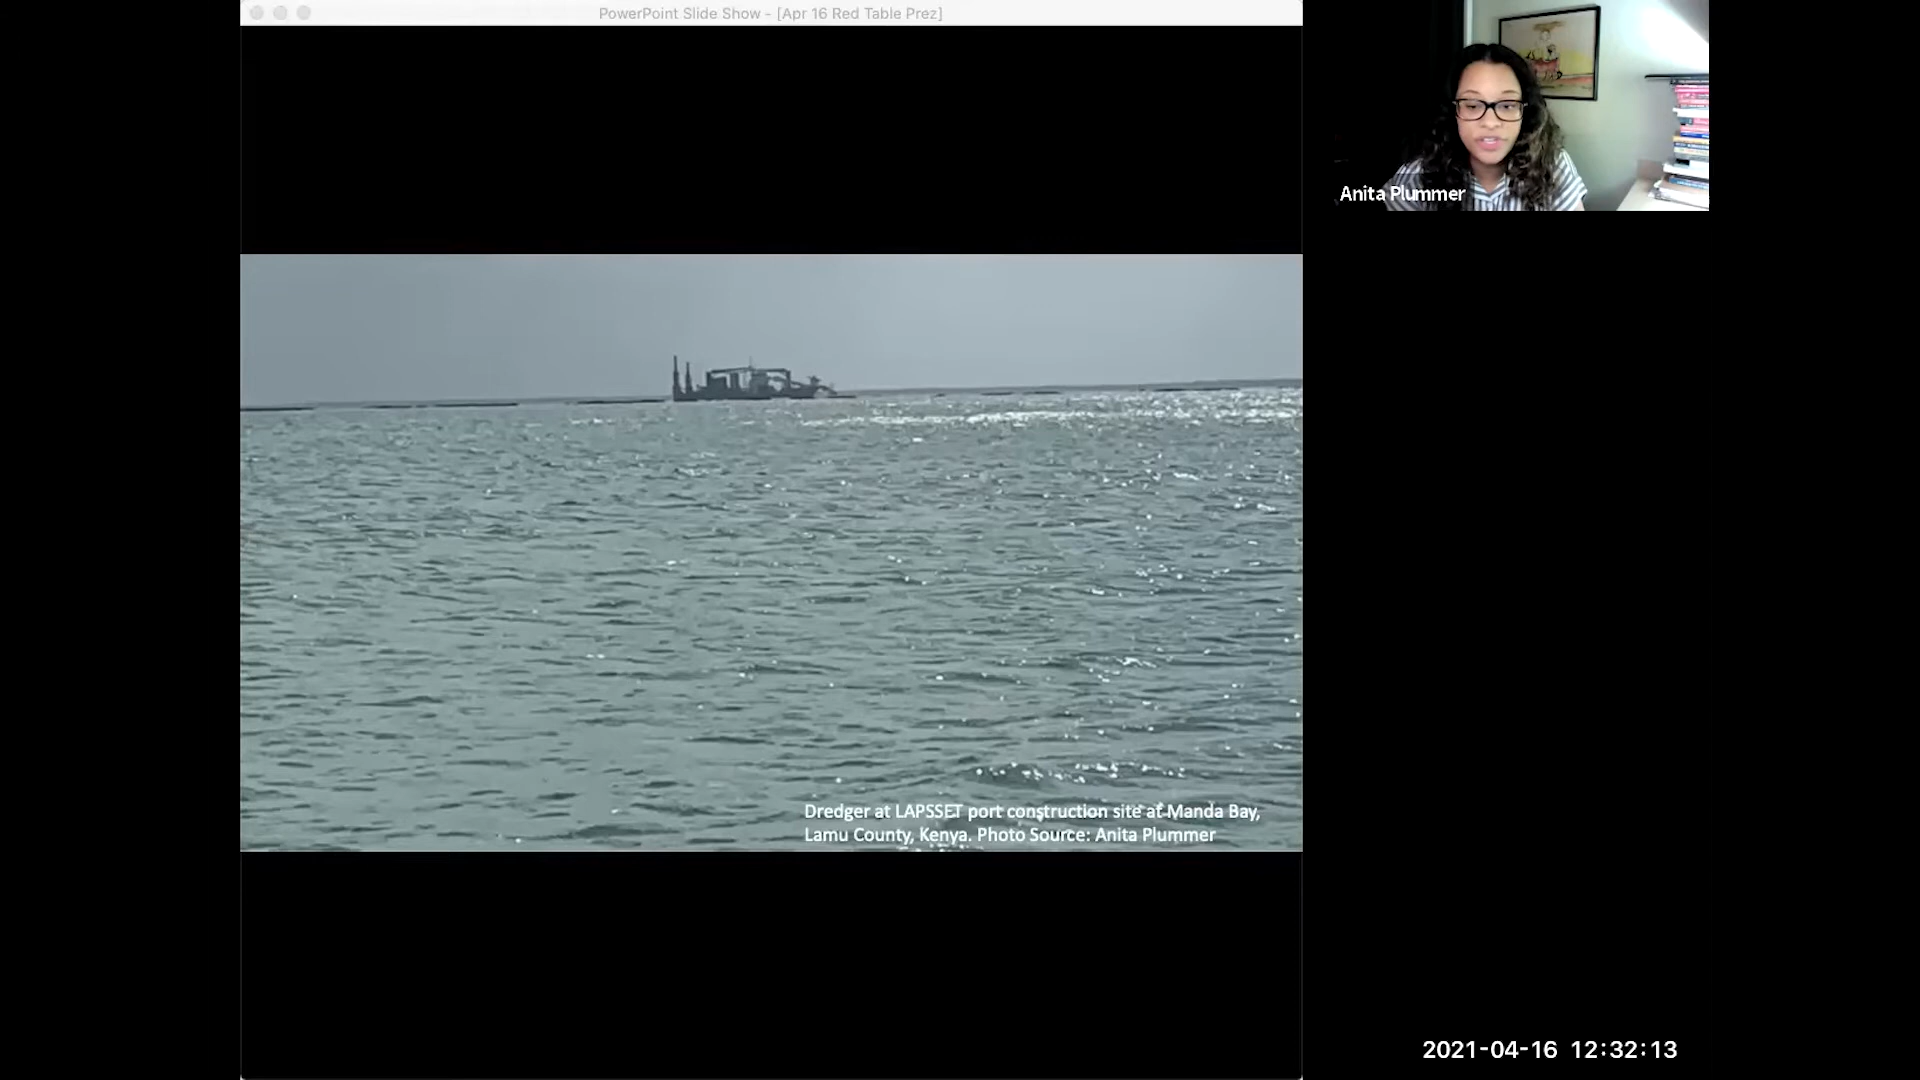 PowerPoint Slide Show - [Apr 16 Red Table Prez]
Anita Plummer
Dredger at LAPSSET port construction site at Manda Bay,
Lamu County, Kenya. Photo Source: Anita Plummer
2021-04-16 12:32:13